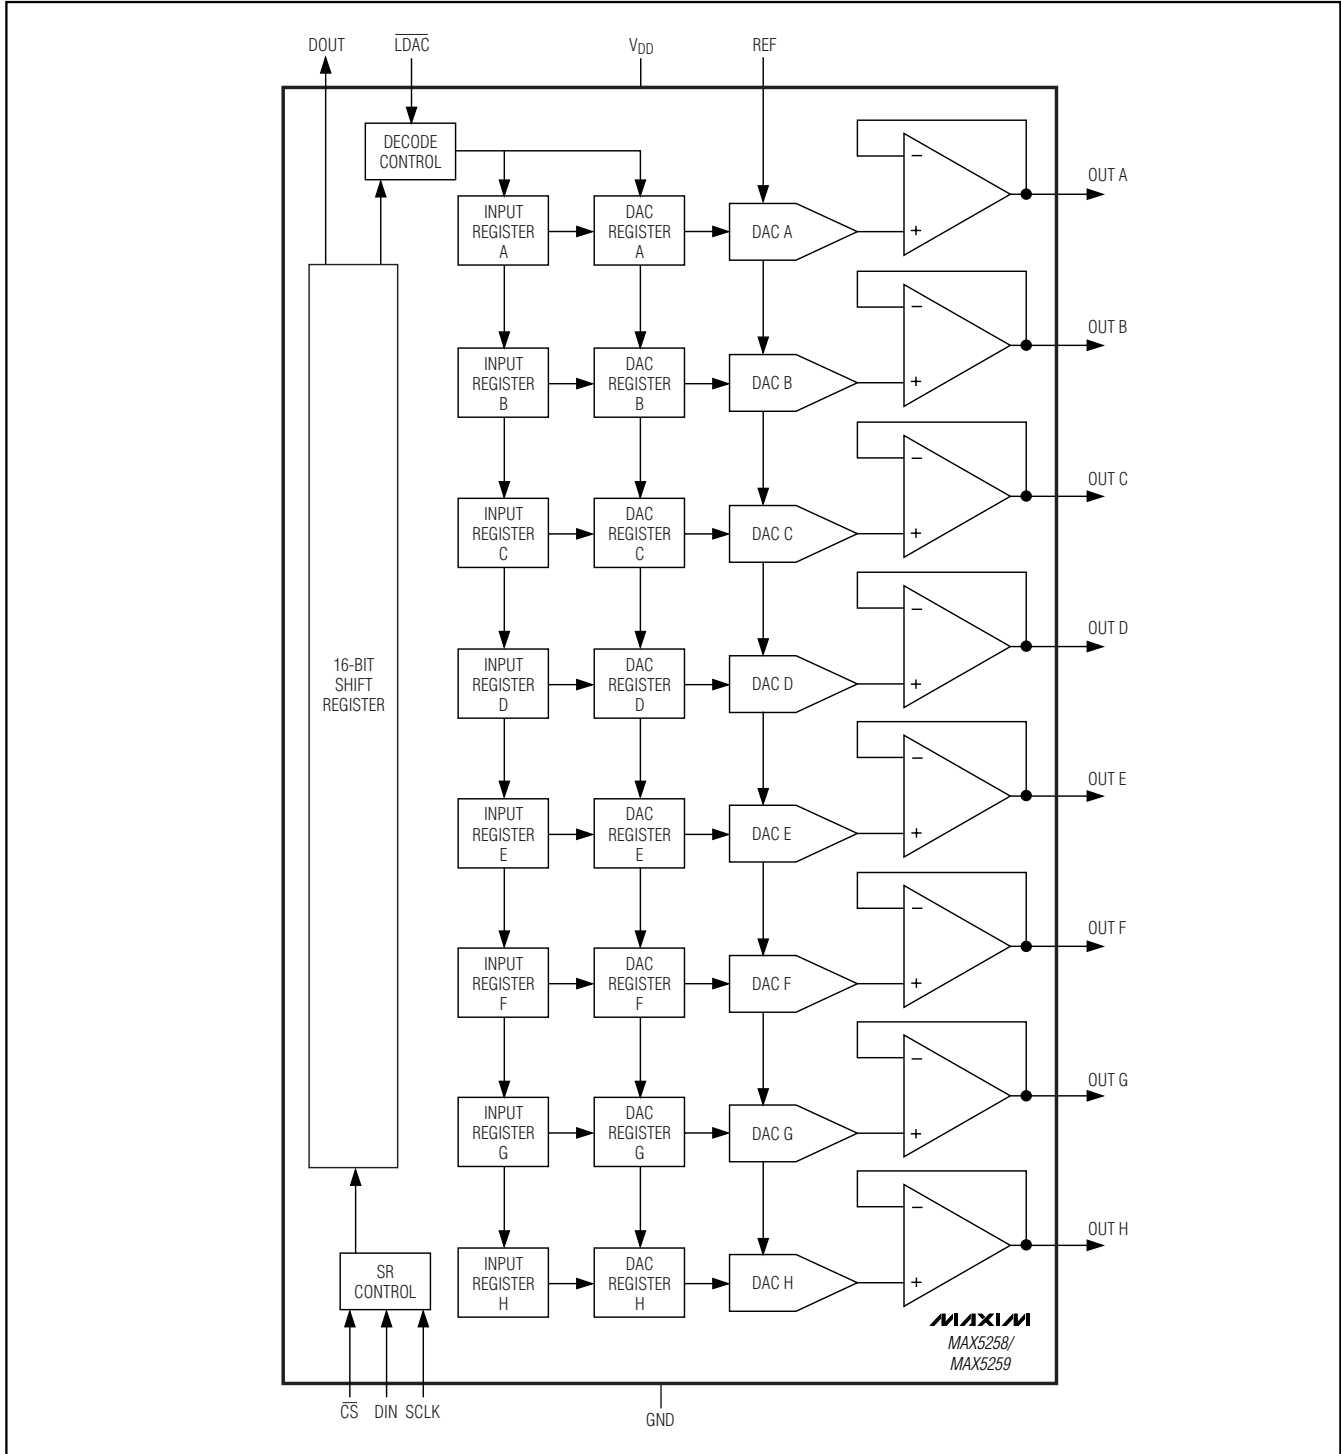 DOUT
LDAC
VDD
REF
DECODE
CONTROL
−
OUT A
INPUT
REGISTER
A
DAC
REGISTER
A
DAC A
+
−
OUT B
INPUT
REGISTER
B
DAC
REGISTER
B
DAC B
+
−
OUT C
INPUT
REGISTER
C
DAC
REGISTER
C
DAC C
+
−
OUT D
16-BIT
SHIFT
REGISTER
INPUT
REGISTER
D
DAC
REGISTER
D
DAC D
+
−
OUT E
INPUT
REGISTER
E
DAC
REGISTER
E
DAC E
+
−
OUT F
INPUT
REGISTER
F
DAC
REGISTER
F
DAC F
+
−
OUT G
INPUT
REGISTER
G
DAC
REGISTER
G
DAC G
+
−
OUT H
SR
CONTROL
INPUT
REGISTER
H
DAC
REGISTER
H
DAC H
+
MAXIM
MAX5258/
MAX5259
CS
DIN
SCLK
GND